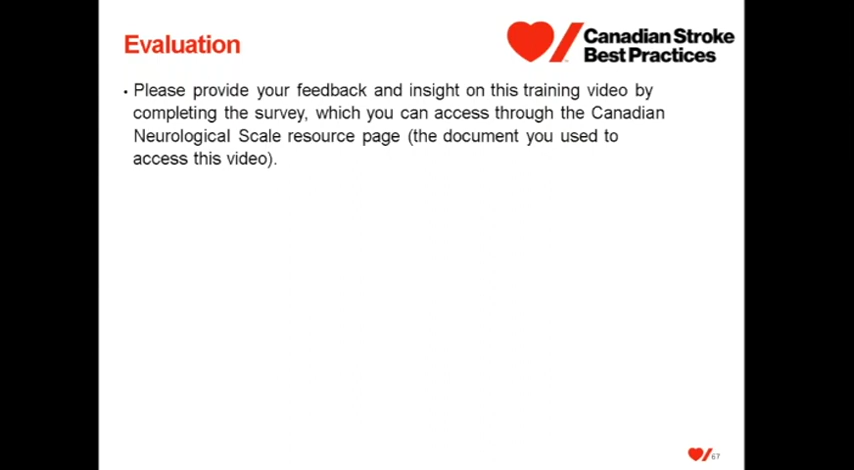 Evaluation
Canadian Stroke
Best Practices
• Please provide your feedback and insight on this training video by
completing the survey, which you can access through the Canadian
Neurological Scale resource page (the document you used to
access this video).
67